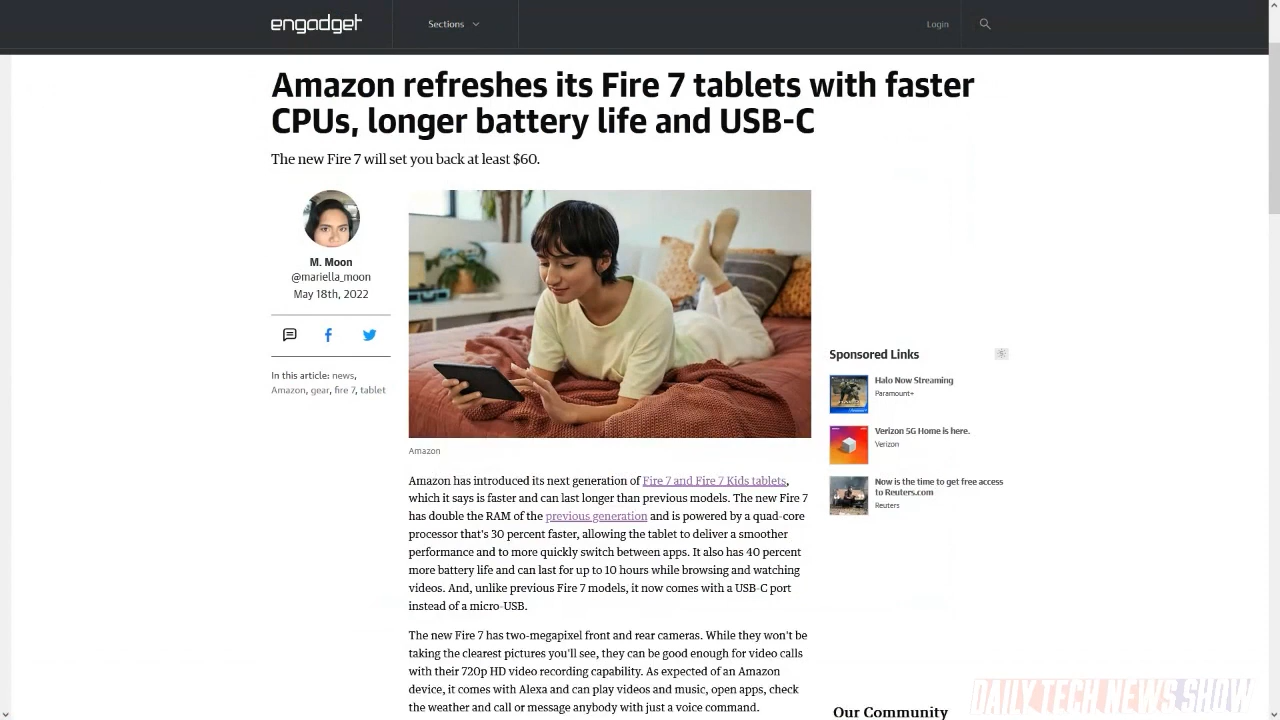 engadget
Sections
Login
Amazon refreshes its Fire 7 tablets with faster
CPUs, longer battery life and USB-C
The new Fire 7 will set you back at least $60.
M. Moon
@mariella_moon
May 18th, 2022
In this article: news,
Amazon, gear, fire 7, tablet
Amazon
Amazon has introduced its next generation of Fire 7 and Fire 7 Kids tablets,
which it says is faster and can last longer than previous models. The new Fire 7
has double the RAM of the previous generation and is powered by a quad-core
processor that's 30 percent faster, allowing the tablet to deliver a smoother
performance and to more quickly switch between apps. It also has 40 percent
more battery life and can last for up to 10 hours while browsing and watching
videos. And, unlike previous Fire 7 models, it now comes with a USB-C port
instead of a micro-USB.
The new Fire 7 has two-megapixel front and rear cameras. While they won't be
taking the clearest pictures you'll see, they can be good enough for video calls
with their 720p HD video recording capability. As expected of an Amazon
device, it comes with Alexa and can play videos and music, open apps, check
the weather and call or message anybody with just a voice command.
Sponsored Links
Halo Now Streaming
Paramount+
Verizon 5G Home is here.
Verizon
Now is the time to get free access
to Reuters.com
Reuters
Our Community
DAILY TECH NEWS SHOW